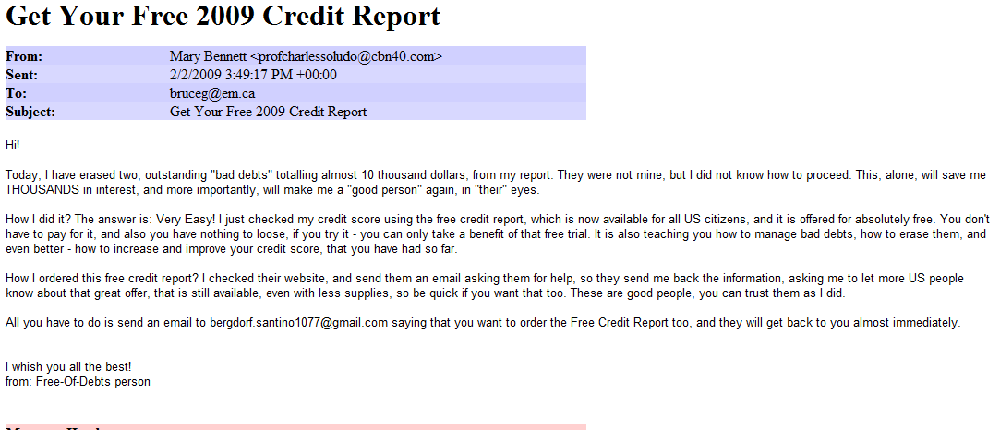 Get Your Free 2009 Credit Report
From: Mary Bennett <profcharlessoludo@cbn40.com>
Sent: 2/2/2009 3:49:17 PM +00:00
To: bruceg@em.ca
Subject: Get Your Free 2009 Credit Report
Hi!
Today, I have erased two, outstanding "bad debts" totalling almost 10 thousand dollars, from my report. They were not mine, but I did not know how to proceed. This, alone, will save me
THOUSANDS in interest, and more importantly, will make me a "good person" again, in "their" eyes.
How I did it? The answer is: Very Easy! I just checked my credit score using the free credit report, which is now available for all US citizens, and it is offered for absolutely free. You don't
have to pay for it, and also you have nothing to loose, if you try it - you can only take a benefit of that free trial. It is also teaching you how to manage bad debts, how to erase them, and
even better - how to increase and improve your credit score, that you have had so far.
How I ordered this free credit report? I checked their website, and send them an email asking them for help, so they send me back the information, asking me to let more US people
know about that great offer, that is still available, even with less supplies, so be quick if you want that too. These are good people, you can trust them as I did.
All you have to do is send an email to bergdorf.santino1077@gmail.com saying that you want to order the Free Credit Report too, and they will get back to you almost immediately.
I whish you all the best!
from: Free-Of-Debts person